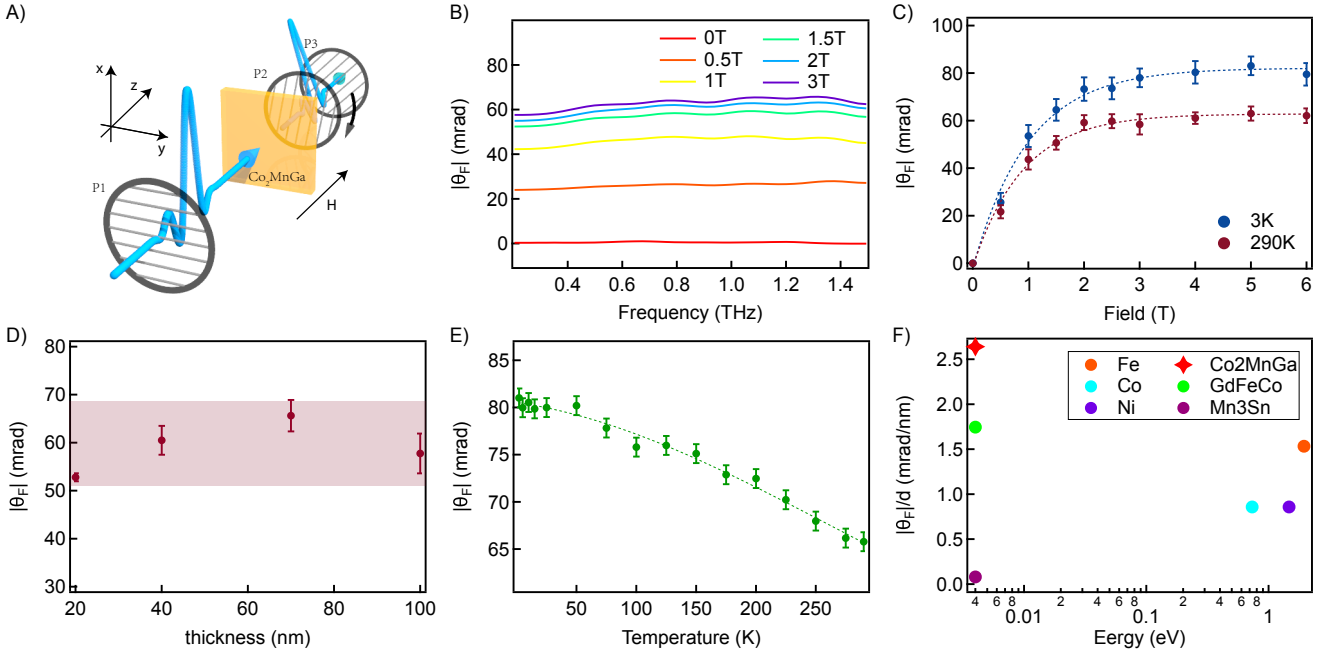 A)
x
z
y
P1
P2
P3
Co2MnGa
H
B)
0T
0.5T
1T
1.5T
2T
3T
80
60
40
20
0
|θF| (mrad)
0.4 0.6 0.8 1.0 1.2 1.4
Frequency (THz)
C)
100
80
60
40
20
0
|θF| (mrad)
3K
290K
0 1 2 3 4 5 6
Field (T)
D)
80
70
60
50
40
30
|θF| (mrad)
20 40 60 80 100
thickness (nm)
E)
85
80
75
70
65
|θF| (mrad)
50 100 150 200 250
Temperature (K)
F)
2.5
2.0
1.5
1.0
0.5
0.0
|θF|/d (mrad/nm)
Fe
Co
Ni
Co2MnGa
GdFeCo
Mn3Sn
4 6 8 2 4 6 8 2 4 6 8 2
0.01 0.1 1
Eergy (eV)